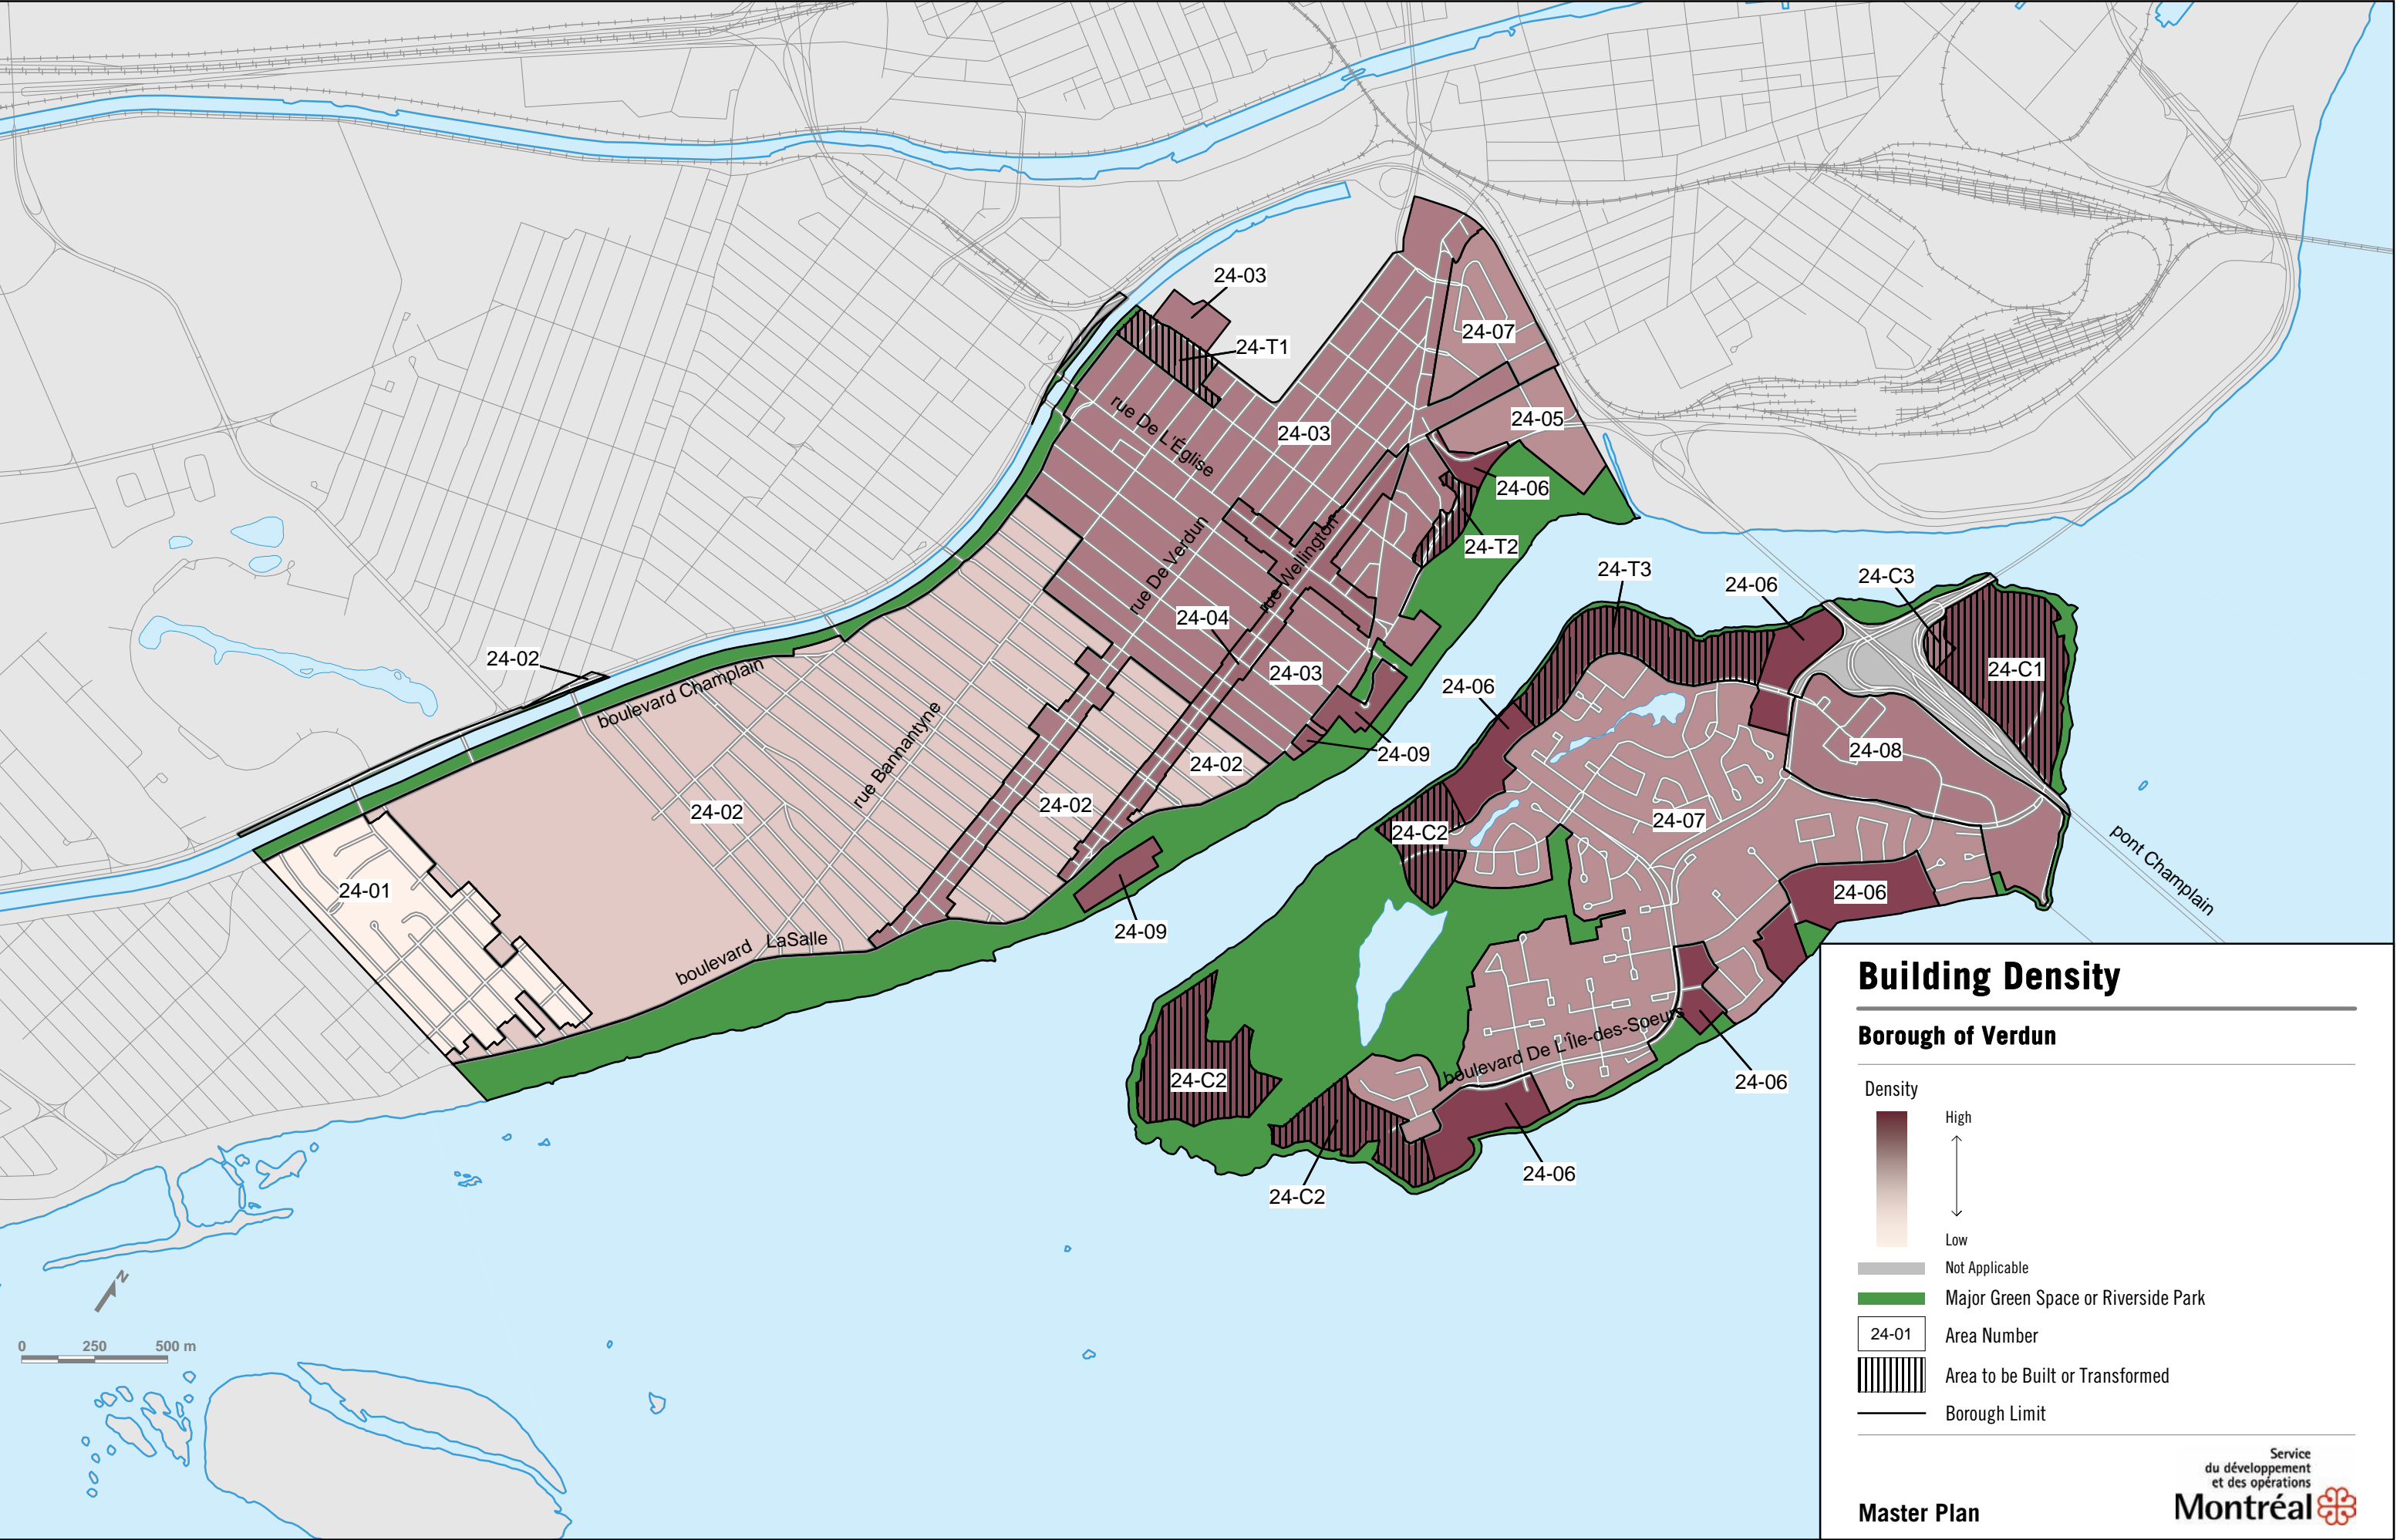 24-03
24-T1
24-07
rue De L'Église
24-03
24-05
24-06
24-T2
rue De Verdun
rue Wellington
24-T3
24-06
24-C3
24-04
24-02
24-03
24-C1
boulevard Champlain
24-06
rue Bannantyne
24-09
24-08
24-02
24-02
24-02
24-07
24-C2
pont Champlain
24-01
24-06
24-09
boulevard LaSalle
boulevard De L'Île-des-Soeurs
24-C2
24-06
24-06
24-C2
N
0 250 500 m
Building Density
Borough of Verdun
Density
High
Low
Not Applicable
Major Green Space or Riverside Park
24-01 Area Number
Area to be Built or Transformed
Borough Limit
Service
du développement
et des opérations
Montréal
Master Plan